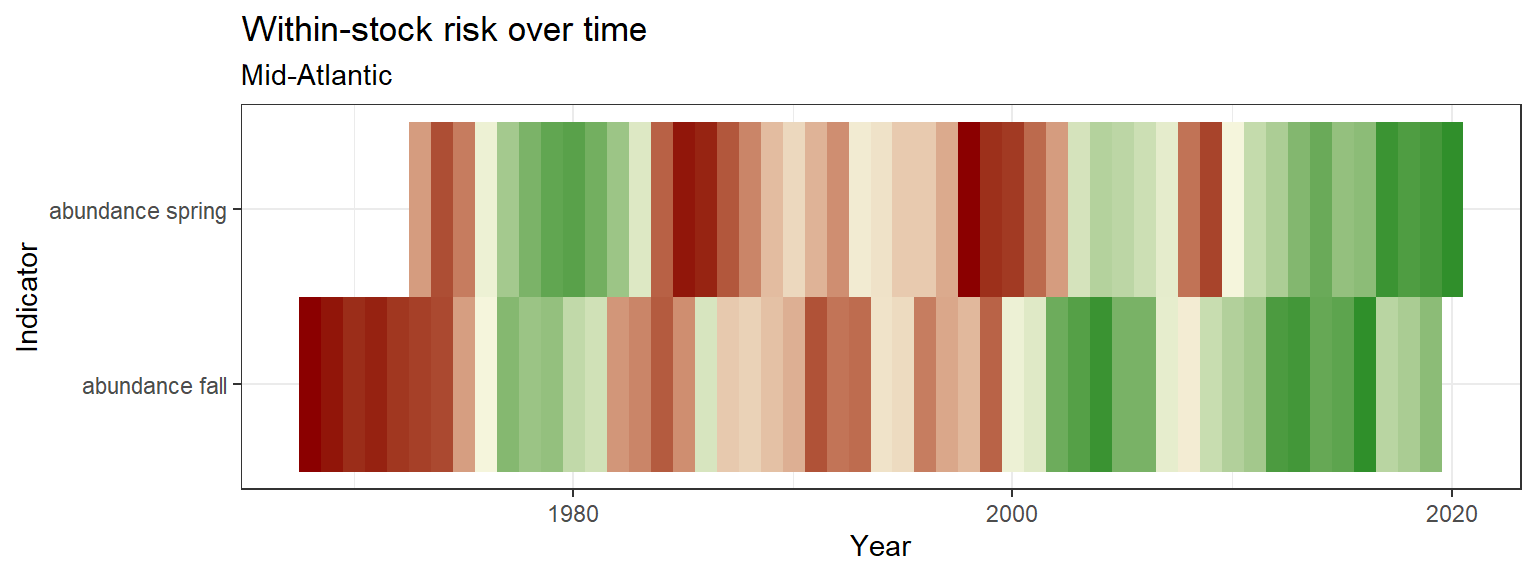 Within-stock risk over time
Mid-Atlantic
Indicator
abundance spring
abundance fall
1980
2000
2020
Year